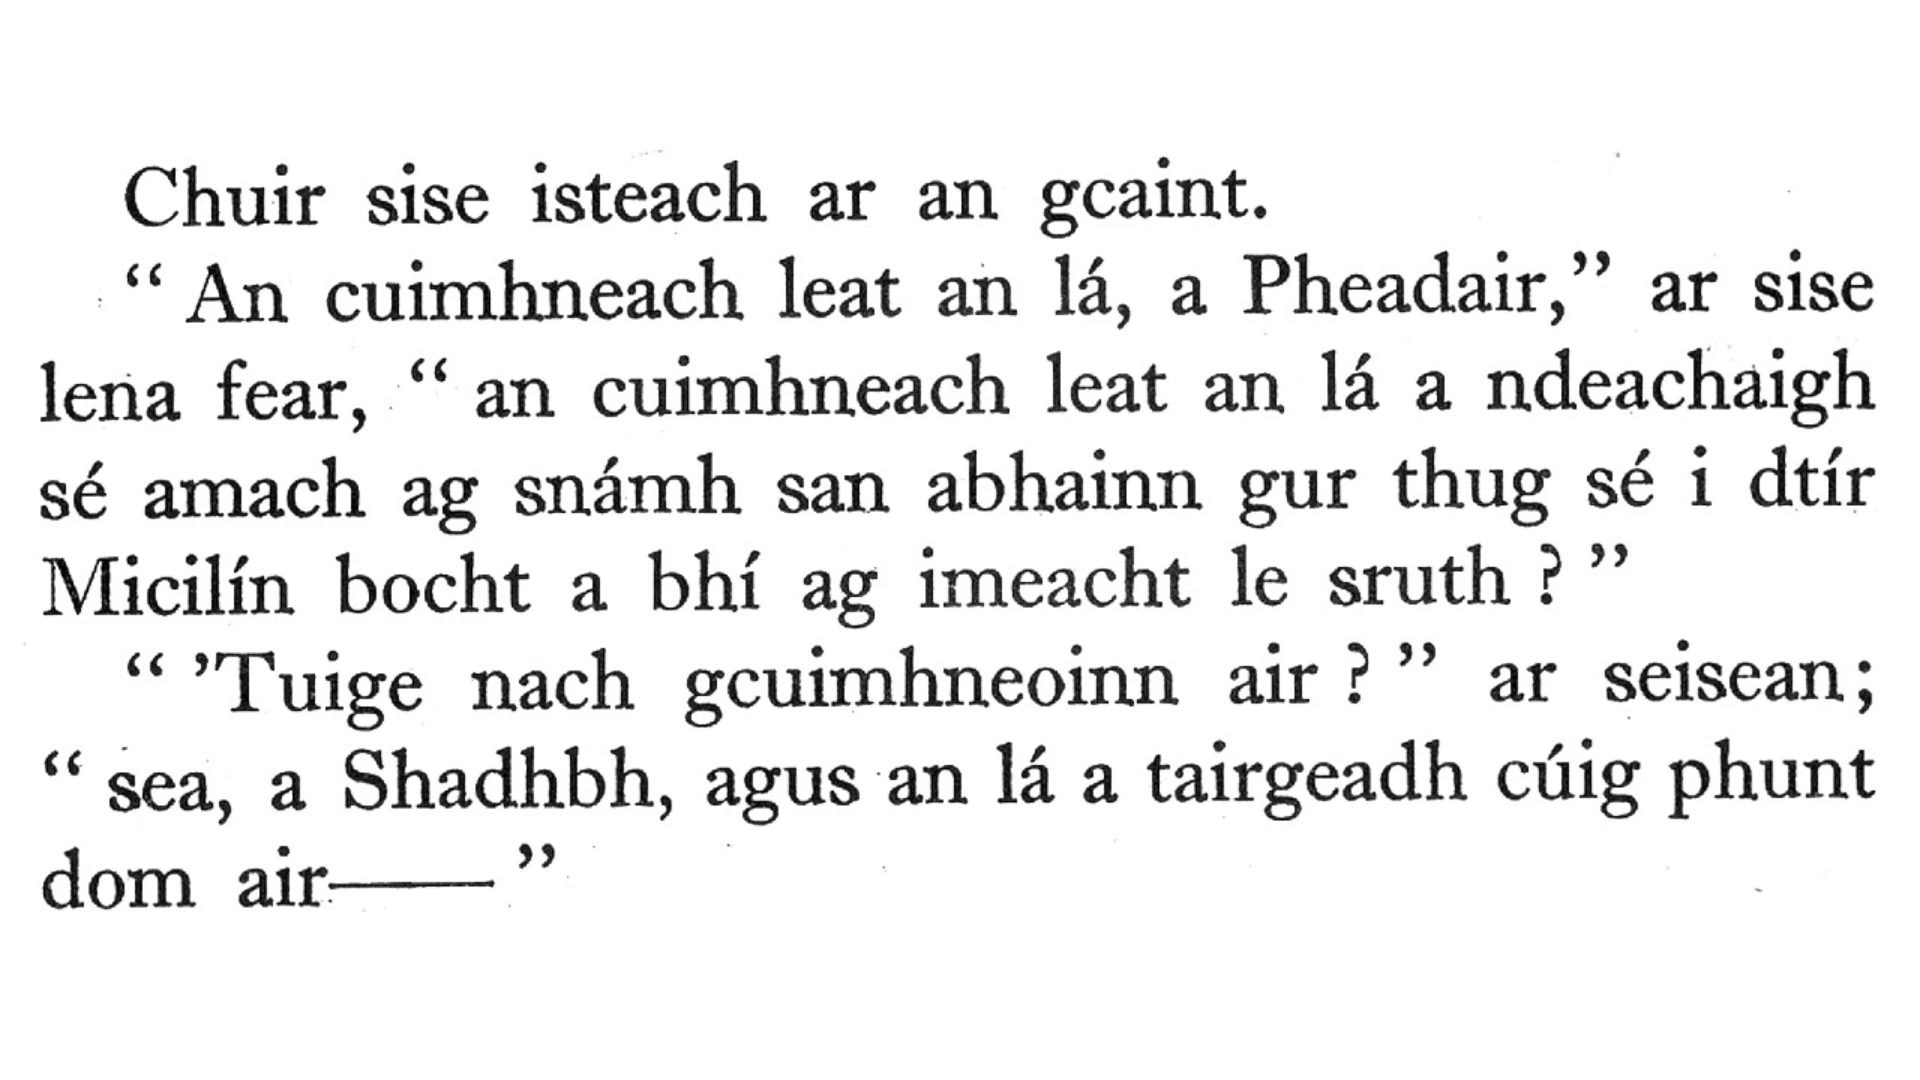 Chuir sise isteach ar an gcaint.
“ An cuimhneach leat an lá, a Pheadair,” ar sise
lena fear, “ an cuimhneach leat an lá a ndeachaigh
sé amach ag snámh san abhainn gur thug sé i dtír
Micilín bocht a bhí ag imeacht le sruth ? ”
“ ’Tuige nach gcuimhneoinn air ? ” ar seisean;
“ sea, a Shadhbh, agus an lá a tairgeadh cúig phunt
dom air—— ”